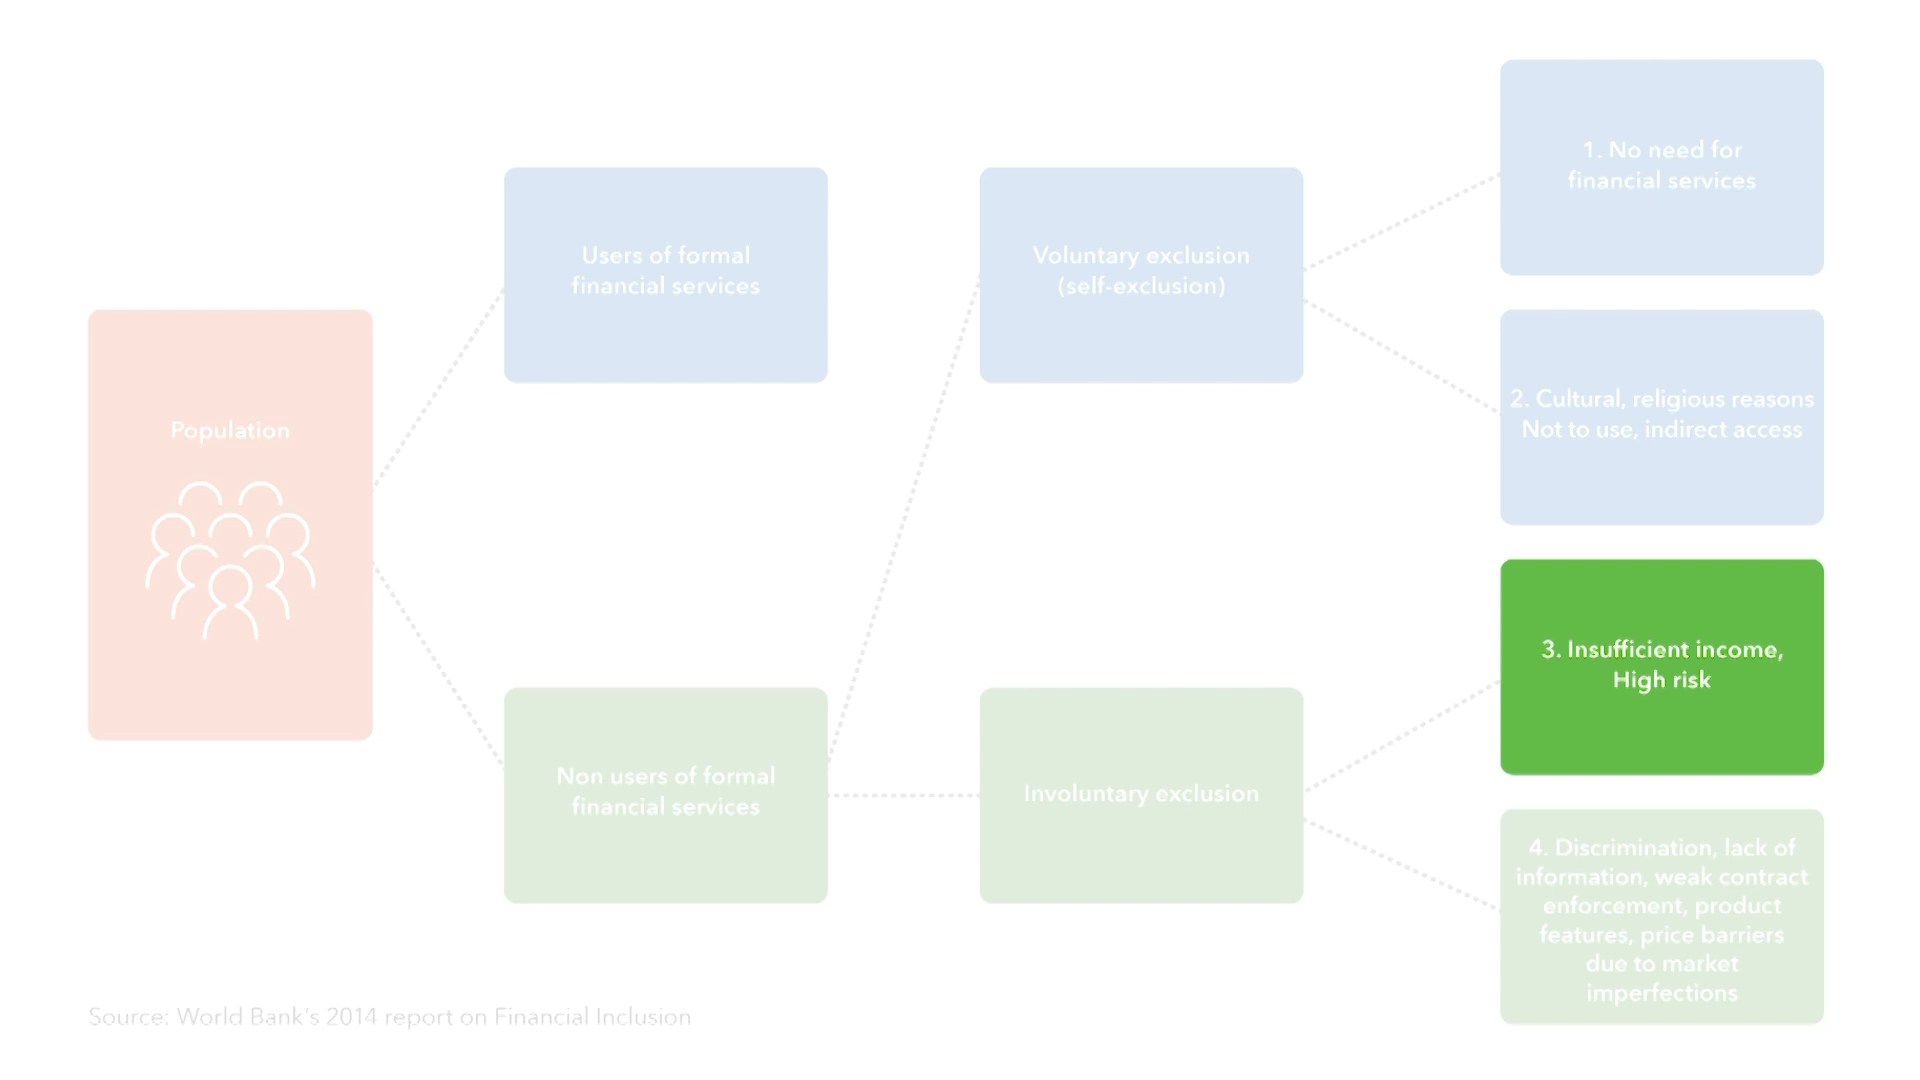 Population
Users of formal
financial services
Non users of formal
financial services
Voluntary exclusion
(self-exclusion)
Involuntary exclusion
1. No need for
financial services
2. Cultural, religious reasons
Not to use, indirect access
3. Insufficient income,
High risk
4. Discrimination, lack of
information, weak contract
enforcement, product
features, price barriers
due to market
imperfections
Source: World Bank’s 2014 report on Financial Inclusion